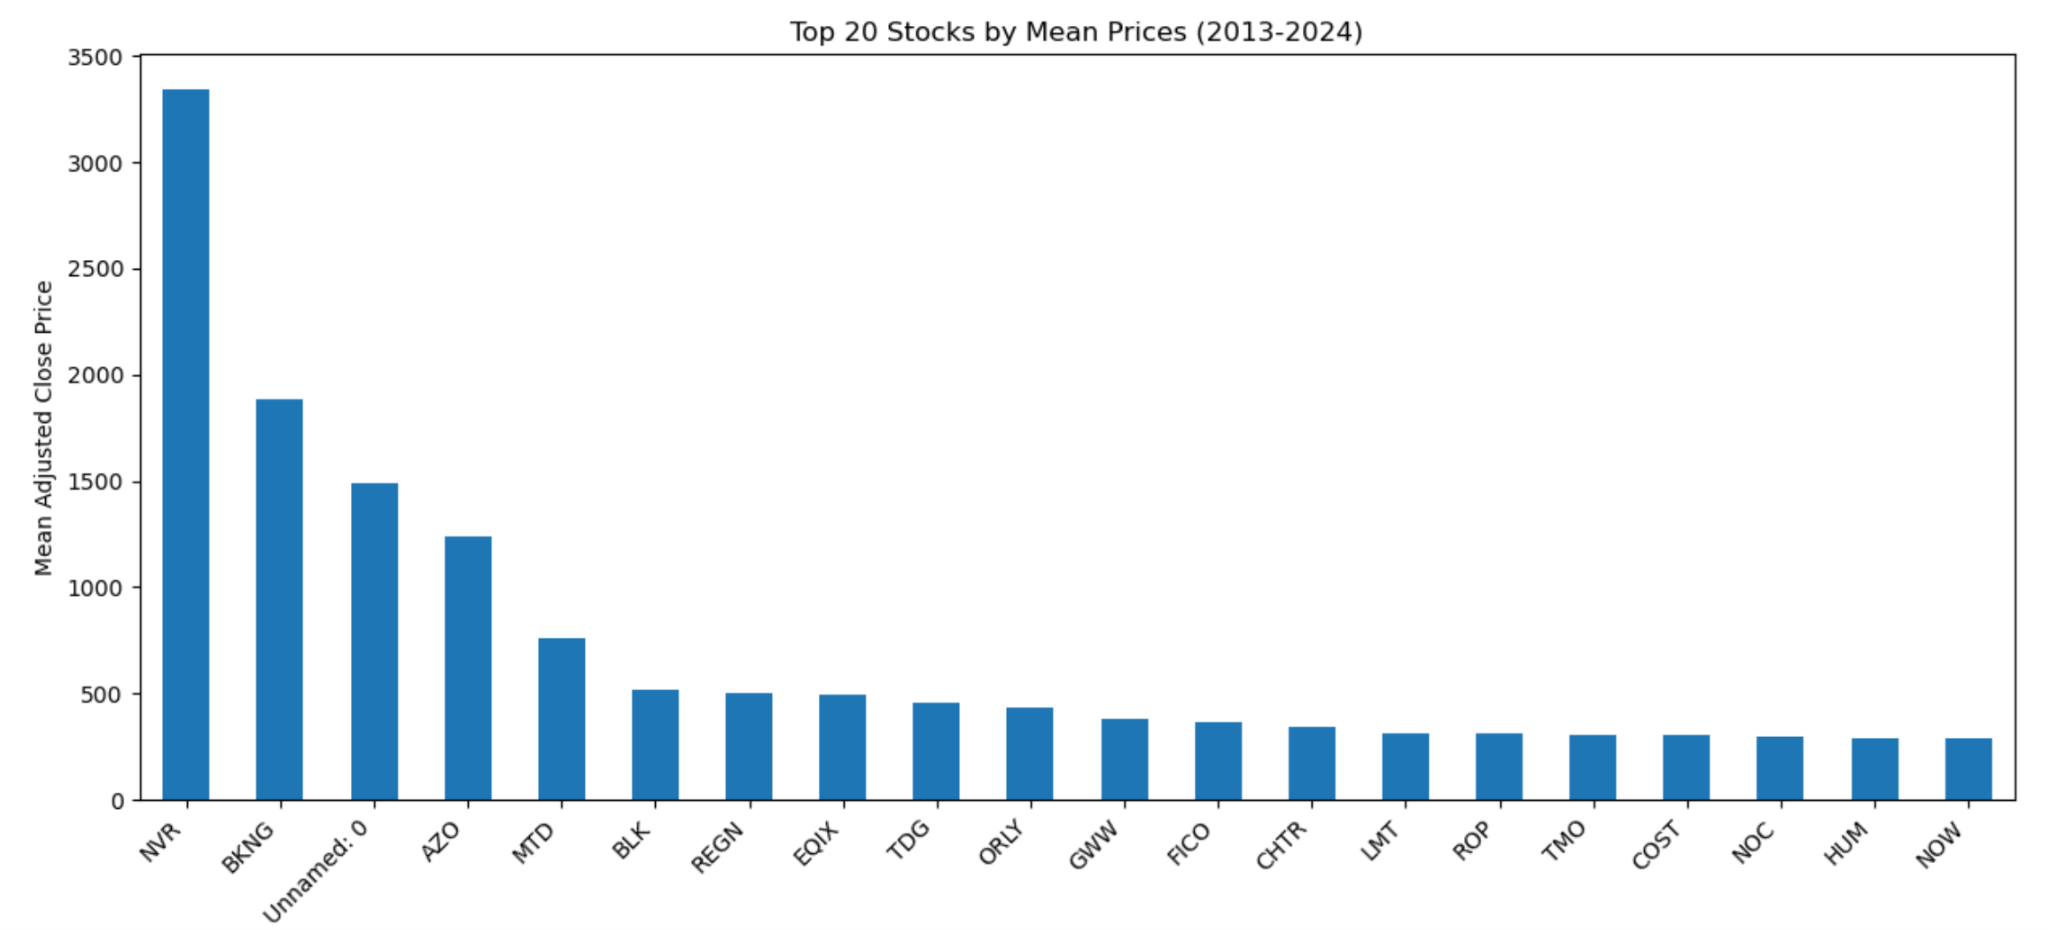 Top 20 Stocks by Mean Prices (2013-2024)
Mean Adjusted Close Price
3500
3000
2500
2000
1500
1000
500
0
NVR
BKNG
Unnamed: 0
AZO
MTD
BLK
REGN
EQIX
TDG
ORLY
GWW
FICO
CHTR
LMT
ROP
TMO
COST
NOC
HUM
NOW